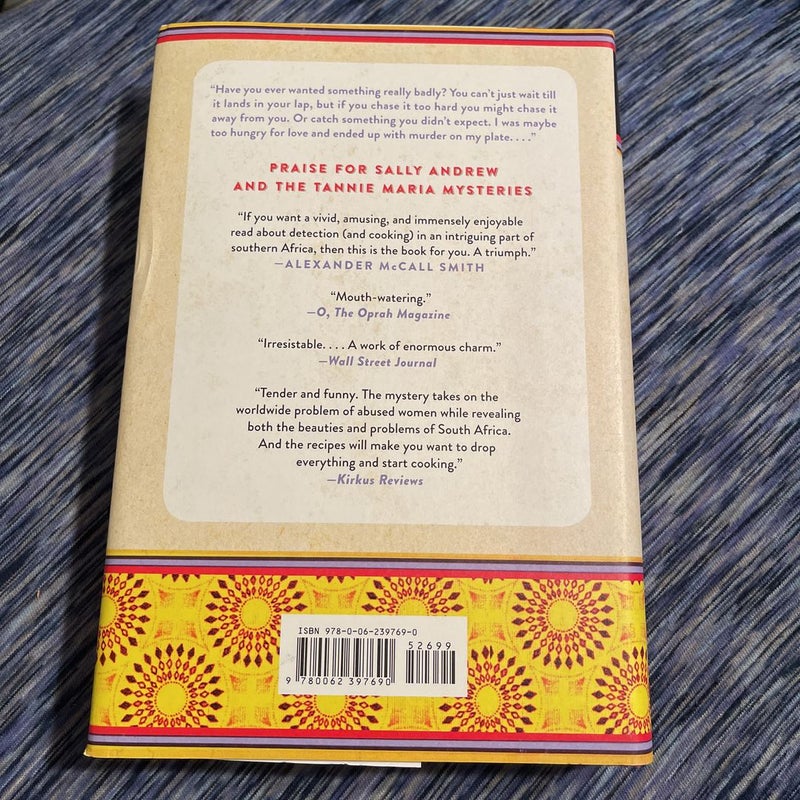 “Have you ever wanted something really badly? You can’t just wait till
it lands in your lap, but if you chase it too hard you might chase it
away from you. Or catch something you didn’t expect. I was maybe
too hungry for love and ended up with murder on my plate. . . .”
PRAISE FOR SALLY ANDREW
AND THE TANNIE MARIA MYSTERIES
“If you want a vivid, amusing, and immensely enjoyable
read about detection (and cooking) in an intriguing part of
southern Africa, then this is the book for you. A triumph.”
—ALEXANDER McCALL SMITH
“Mouth-watering.”
—O, The Oprah Magazine
“Irresistable. . . . A work of enormous charm.”
—Wall Street Journal
“Tender and funny. The mystery takes on the
worldwide problem of abused women while revealing
both the beauties and problems of South Africa.
And the recipes will make you want to drop
everything and start cooking.”
—Kirkus Reviews
ISBN 978-0-06-239769-0
52699
9 780062 397690